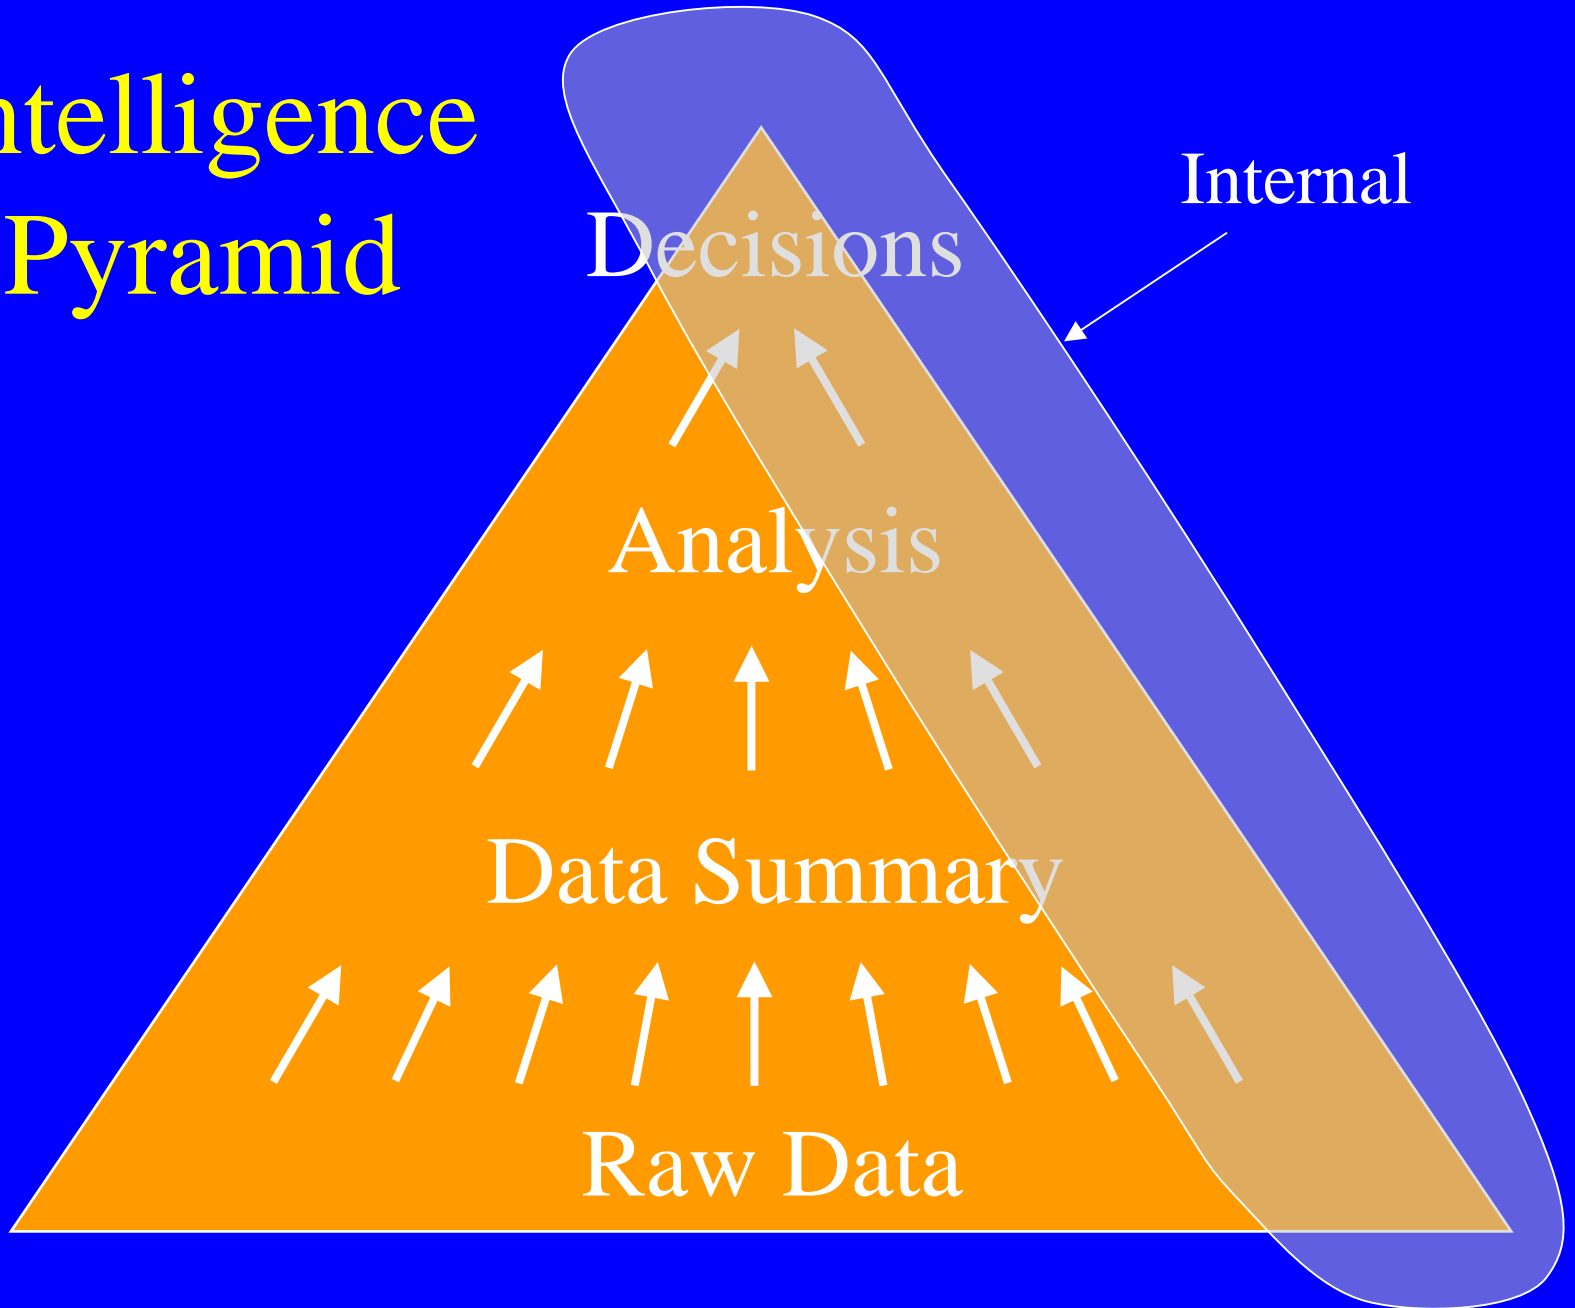 ntelligence
Pyramid
Internal
Decisions
Analysis
Data Summary
Raw Data